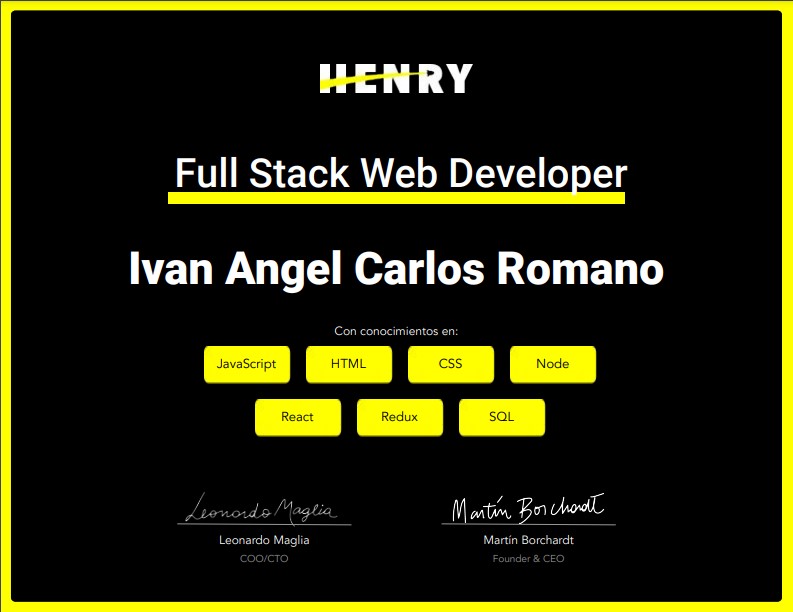 HENRY
Full Stack Web Developer
Ivan Angel Carlos Romano
Con conocimientos en:
JavaScript HTML CSS Node
React Redux SQL
Leonardo Maglia Martín Borchardt
Leonardo Maglia Martín Borchardt
COO/CTO Founder & CEO